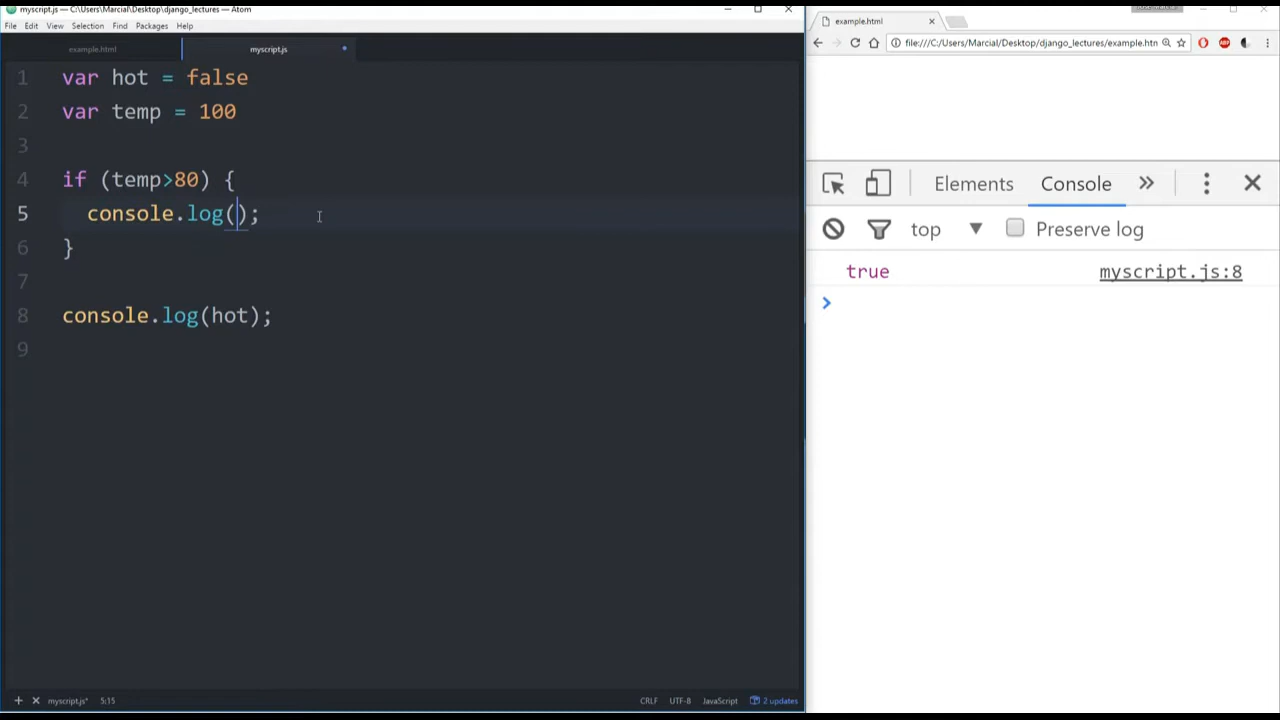 myscript.js — C:\Users\Marcial\Desktop\django_lectures — Atom
File Edit View Selection Find Packages Help
example.html
myscript.js
1 var hot = false
2 var temp = 100
3
4 if (temp>80) {
5 console.log();
6 }
7
8 console.log(hot);
9
myscript.js* 5:15
CRLF UTF-8 JavaScript 2 updates
example.html
file:///C:/Users/Marcial/Desktop/django_lectures/example.htn
ABP
Elements Console
top Preserve log
true myscript.js:8